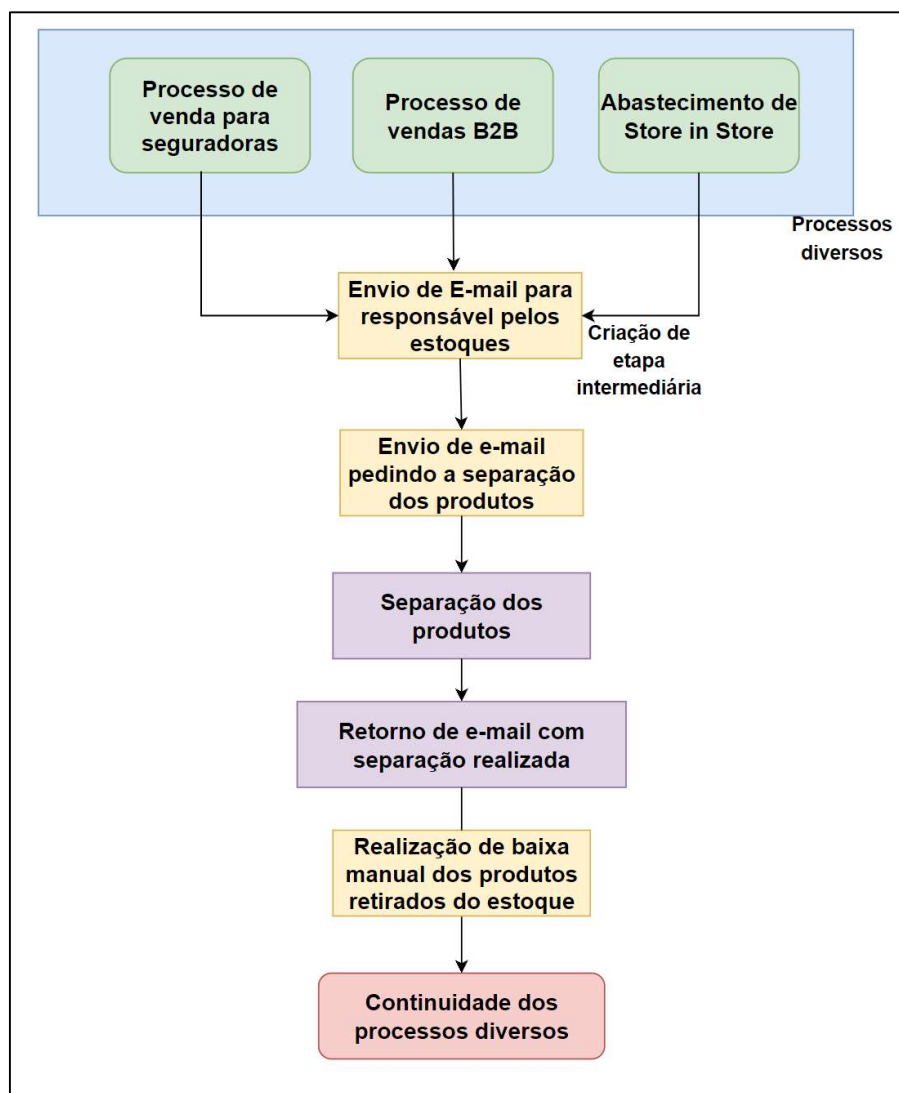 Processo de
venda para
seguradoras
Processo de
vendas B2B
Abastecimento de
Store in Store
Processos
diversos
Envio de E-mail para
responsável pelos
estoques
Criação de
etapa
intermediária
Envio de e-mail
pedindo a separação
dos produtos
Separação dos
produtos
Retorno de e-mail com
separação realizada
Realização de baixa
manual dos produtos
retirados do estoque
Continuidade dos
processos diversos